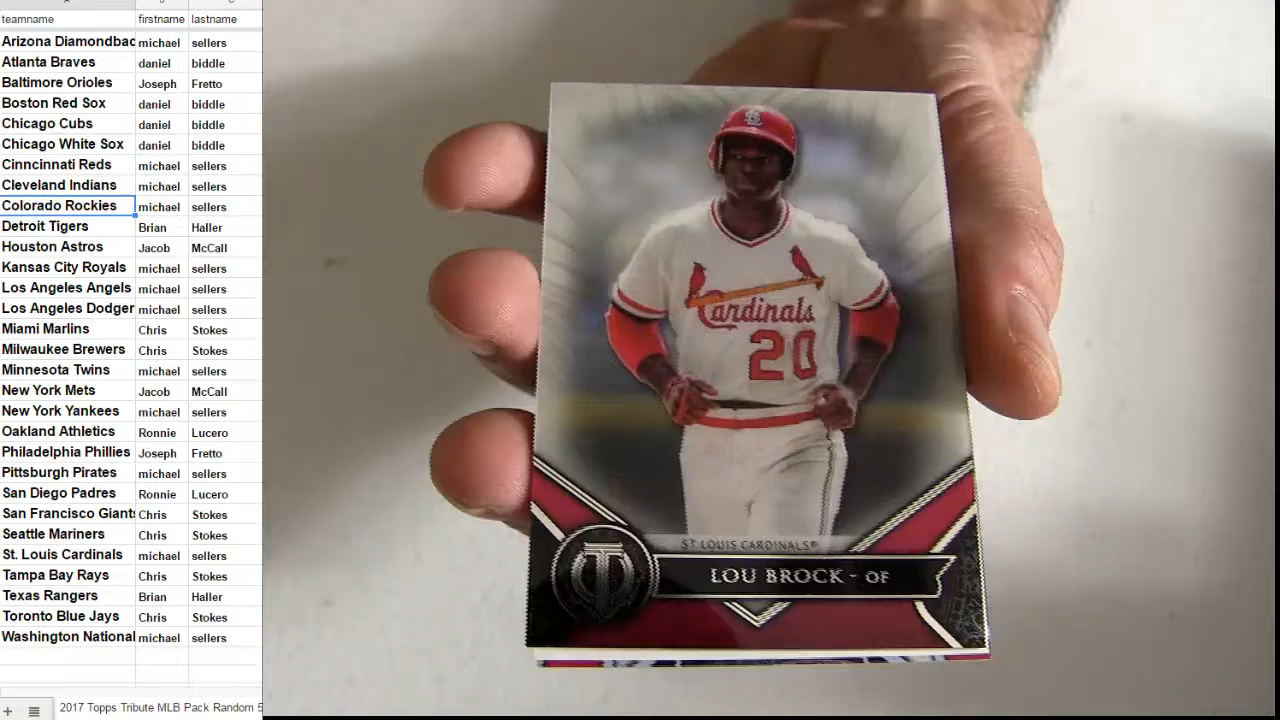 teamname firstname lastname
Arizona Diamondbac michael sellers
Atlanta Braves daniel biddle
Baltimore Orioles Joseph Fretto
Boston Red Sox daniel biddle
Chicago Cubs daniel biddle
Chicago White Sox daniel biddle
Cinncinnati Reds michael sellers
Cleveland Indians michael sellers
Colorado Rockies michael sellers
Detroit Tigers Brian Haller
Houston Astros Jacob McCall
Kansas City Royals michael sellers
Los Angeles Angels michael sellers
Los Angeles Dodger michael sellers
Miami Marlins Chris Stokes
Milwaukee Brewers Chris Stokes
Minnesota Twins michael sellers
New York Mets Jacob McCall
New York Yankees michael sellers
Oakland Athletics Ronnie Lucero
Philadelphia Phillies Joseph Fretto
Pittsburgh Pirates michael sellers
San Diego Padres Ronnie Lucero
San Francisco Giants Chris Stokes
Seattle Mariners Chris Stokes
St. Louis Cardinals michael sellers
Tampa Bay Rays Chris Stokes
Texas Rangers Brian Haller
Toronto Blue Jays Chris Stokes
Washington National michael sellers
2017 Topps Tribute MLB Pack Random 5
Cardinals
20
ST. LOUIS CARDINALS®
LOU BROCK - OF